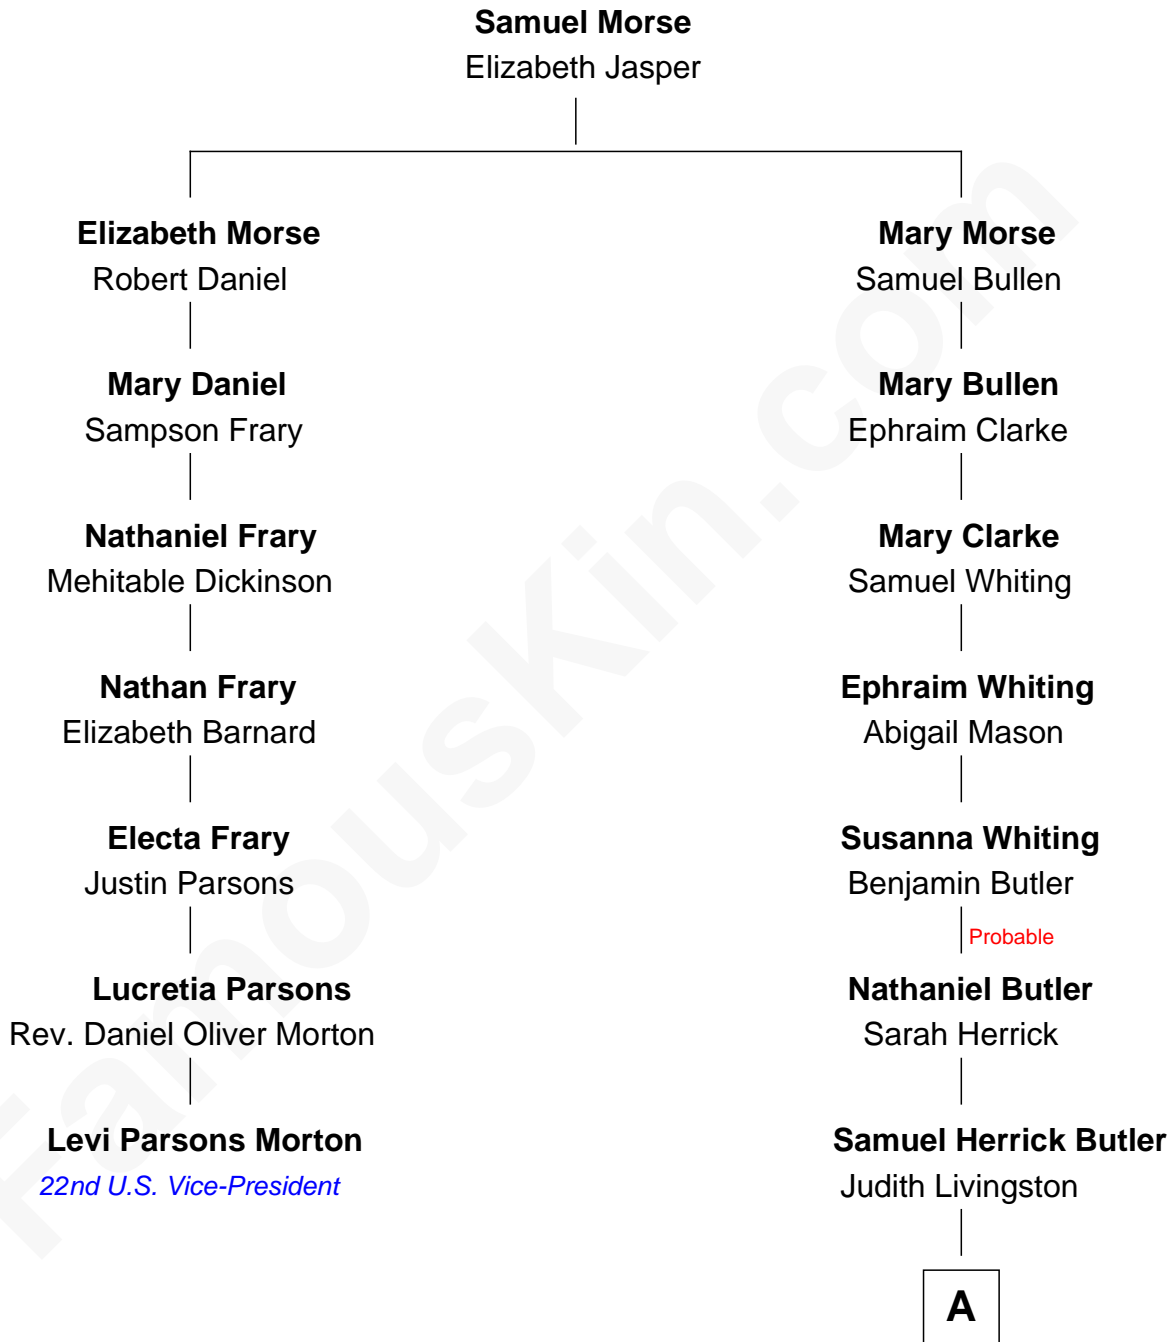 Samuel Morse
Elizabeth Jasper
Elizabeth Morse
Robert Daniel
Mary Morse
Samuel Bullen
Mary Daniel
Sampson Frary
Mary Bullen
Ephraim Clarke
Nathaniel Frary
Mehitable Dickinson
Mary Clarke
Samuel Whiting
Nathan Frary
Elizabeth Barnard
Ephraim Whiting
Abigail Mason
Electa Frary
Justin Parsons
Susanna Whiting
Benjamin Butler
Probable
Lucretia Parsons
Rev. Daniel Oliver Morton
Nathaniel Butler
Sarah Herrick
Levi Parsons Morton
22nd U.S. Vice-President
Samuel Herrick Butler
Judith Livingston
A
FamousKin.com